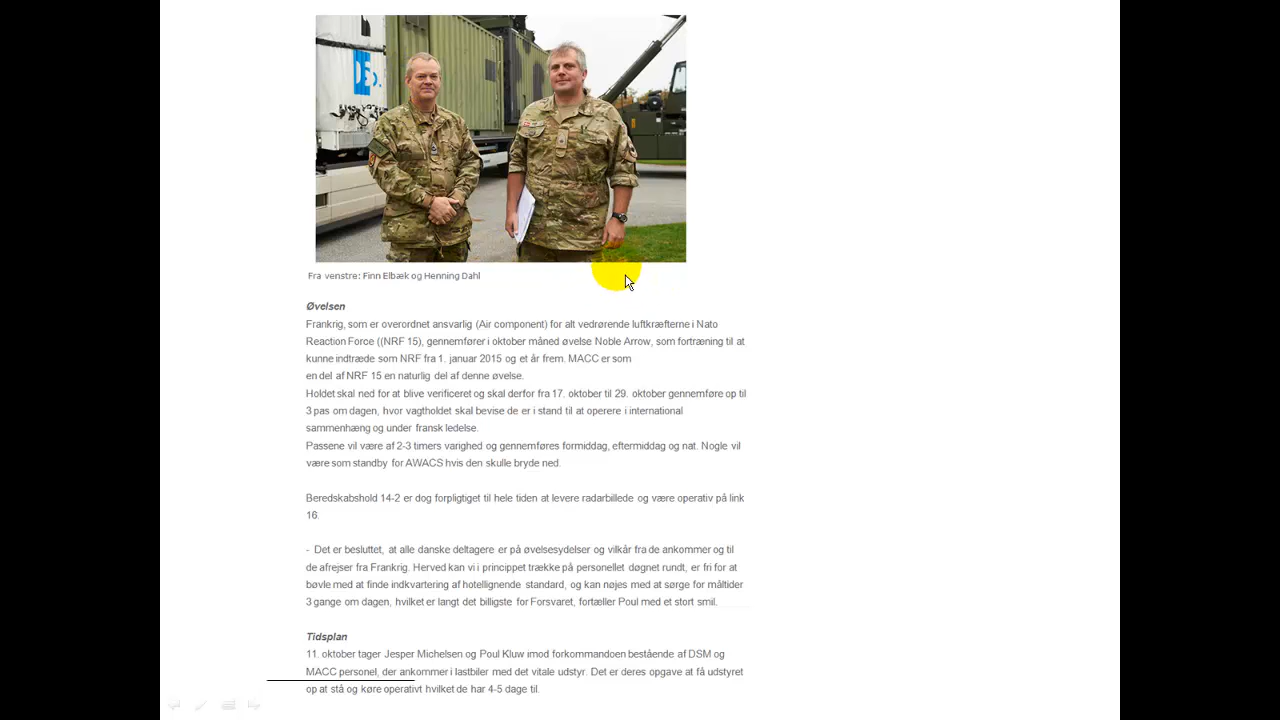 DE
Fra venstre: Finn Elbæk og Henning Dahl
Øvelsen
Frankrig, som er overordnet ansvarlig (Air component) for alt vedrørende luftkræfterne i Nato
Reaction Force ((NRF 15), gennemfører i oktober måned øvelse Noble Arrow, som fortræning til at
kunne indtræde som NRF fra 1. januar 2015 og et år frem. MACC er som
en del af NRF 15 en naturlig del af denne øvelse.
Holdet skal ned for at blive verificeret og skal derfor fra 17. oktober til 29. oktober gennemføre op til
3 pas om dagen, hvor vagtholdet skal bevise de er i stand til at operere i international
sammenhæng og under fransk ledelse.
Passene vil være af 2-3 timers varighed og gennemføres formiddag, eftermiddag og nat. Nogle vil
være som standby for AWACS hvis den skulle bryde ned.
Beredskabshold 14-2 er dog forpligtiget til hele tiden at levere radarbillede og være operativ på link
16.
- Det er besluttet, at alle danske deltagere er på øvelsesydelser og vilkår fra de ankommer og til
de afrejser fra Frankrig. Herved kan vi i princippet trække på personellet døgnet rundt, er fri for at
bøvle med at finde indkvartering af hotellignende standard, og kan nøjes med at sørge for måltider
3 gange om dagen, hvilket er langt det billigste for Forsvaret, fortæller Poul med et stort smil.
Tidsplan
11. oktober tager Jesper Michelsen og Poul Kluw imod forkommandoen bestående af DSM og
MACC personel, der ankommer i lastbiler med det vitale udstyr. Det er deres opgave at få udstyret
op at stå og køre operativt hvilket de har 4-5 dage til.